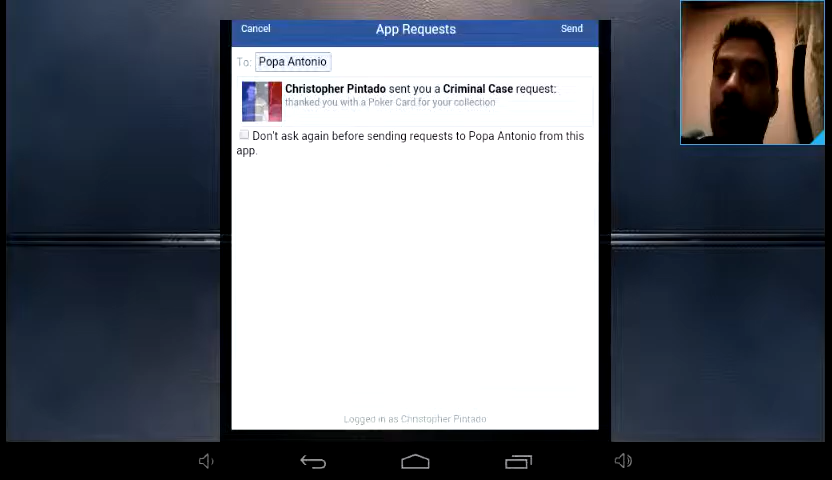 Cancel App Requests Send
To: Popa Antonio
Christopher Pintado sent you a Criminal Case request:
thanked you with a Poker Card for your collection
Don't ask again before sending requests to Popa Antonio from this
app.
Logged in as Christopher Pintado